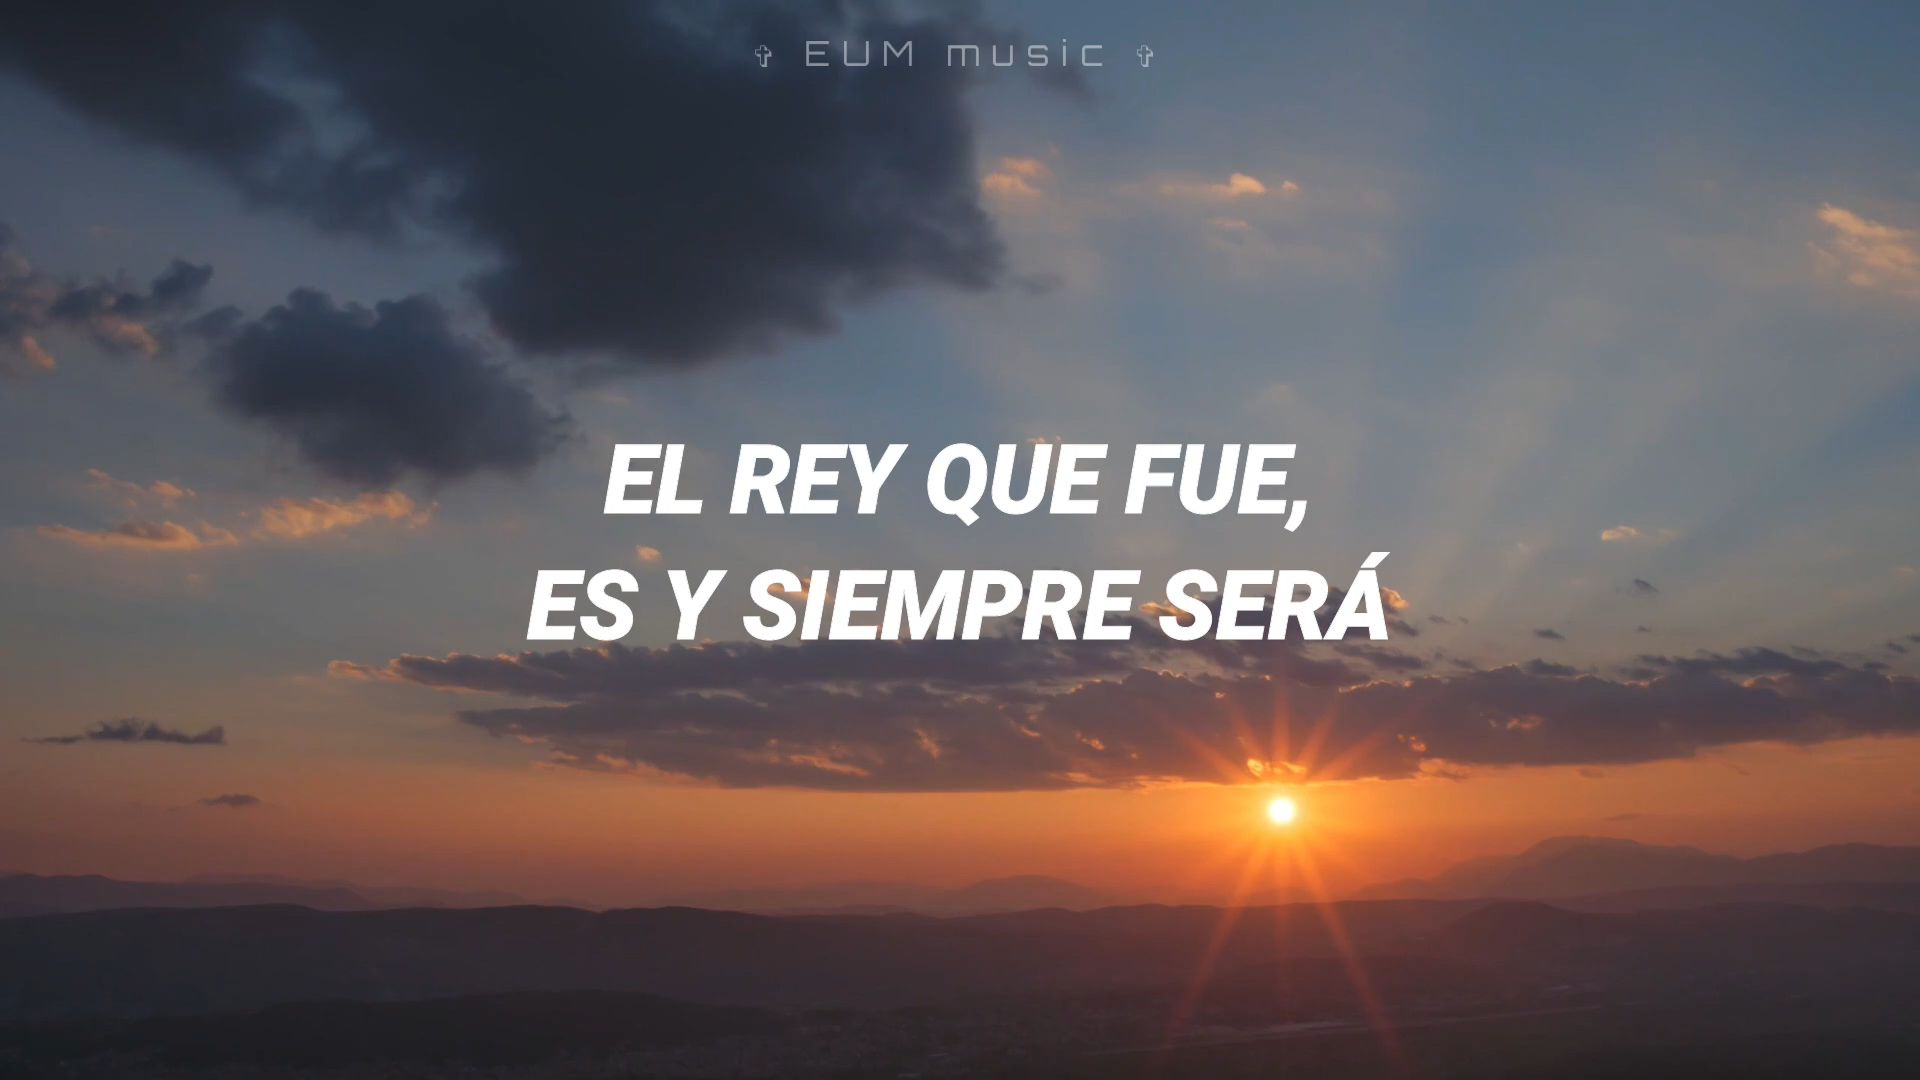 ✞ EUM music ✞
EL REY QUE FUE,
ES Y SIEMPRE SERÁ